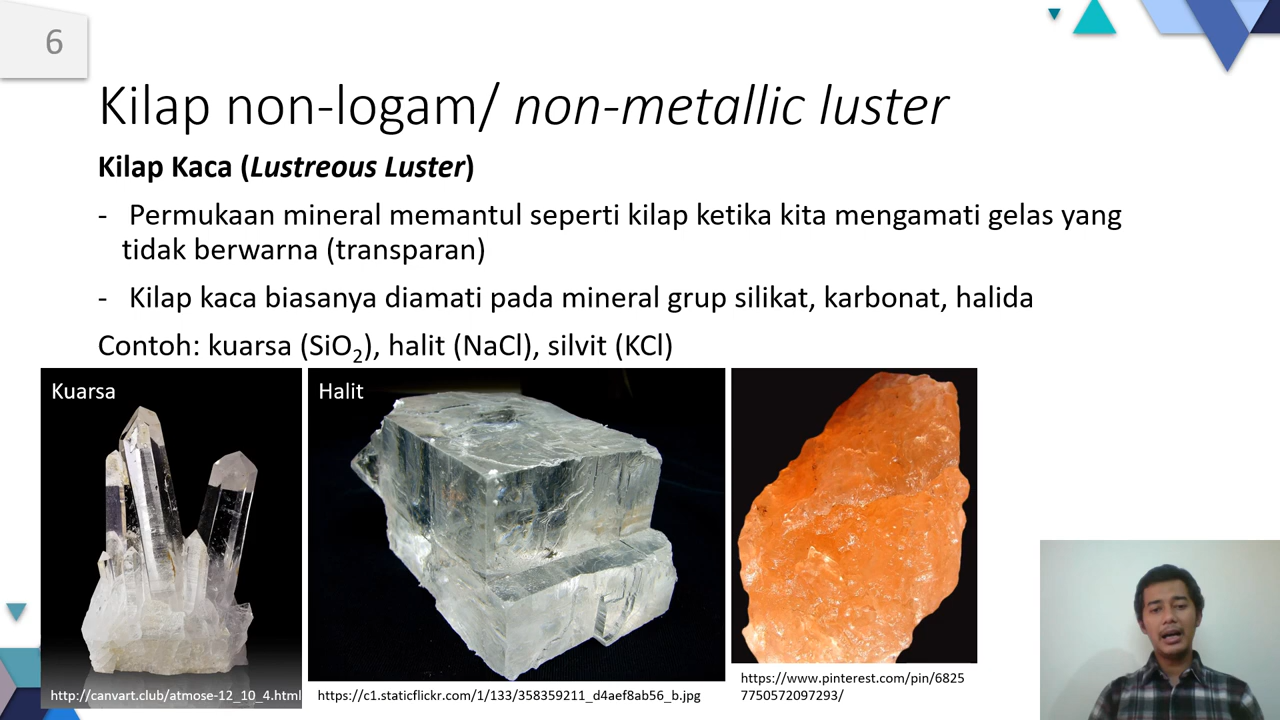 6
Kilap non-logam/ non-metallic luster
Kilap Kaca (Lustreous Luster)
- Permukaan mineral memantul seperti kilap ketika kita mengamati gelas yang
tidak berwarna (transparan)
- Kilap kaca biasanya diamati pada mineral grup silikat, karbonat, halida
Contoh: kuarsa (SiO₂), halit (NaCl), silvit (KCl)
Kuarsa
Halit
http://canvart.club/atmose-12_10_4.html
https://c1.staticflickr.com/1/133/358359211_d4aef8ab56_b.jpg
https://www.pinterest.com/pin/6825
7750572097293/